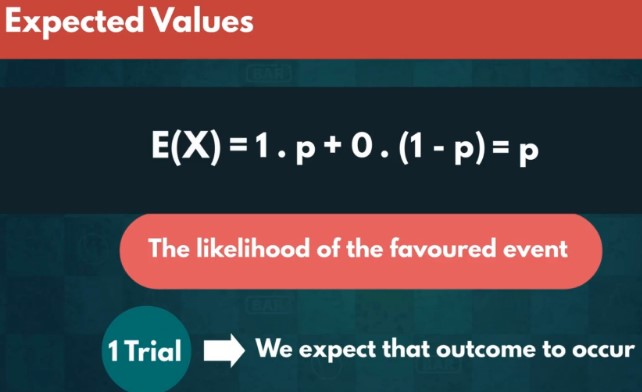 Expected Values
E(X) = 1 . p + 0 . (1 - p) = p
The likelihood of the favoured event
1 Trial
We expect that outcome to occur